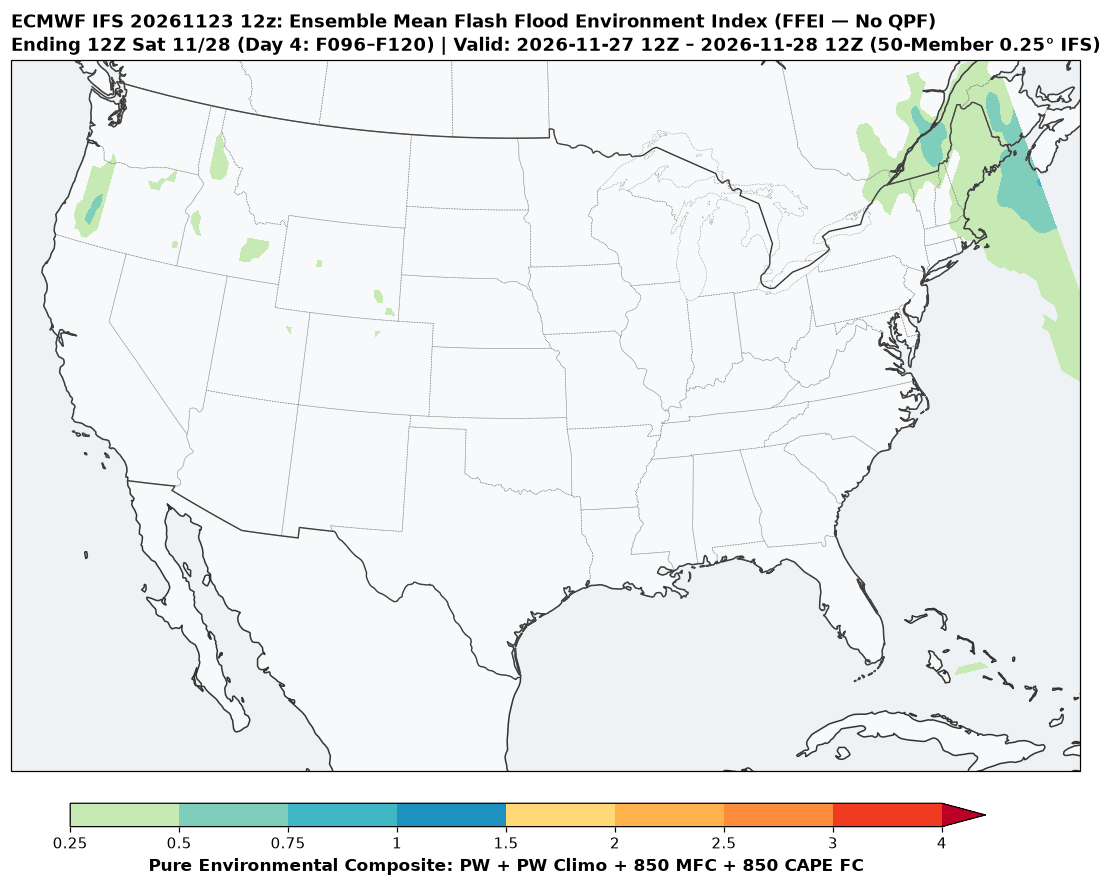 ECMWF IFS 20261123 12z: Ensemble Mean Flash Flood Environment Index (FFEI — No QPF)
Ending 12Z Sat 11/28 (Day 4: F096–F120) | Valid: 2026-11-27 12Z – 2026-11-28 12Z (50-Member 0.25° IFS)
0.25 0.5 0.75 1 1.5 2 2.5 3 4
Pure Environmental Composite: PW + PW Climo + 850 MFC + 850 CAPE FC